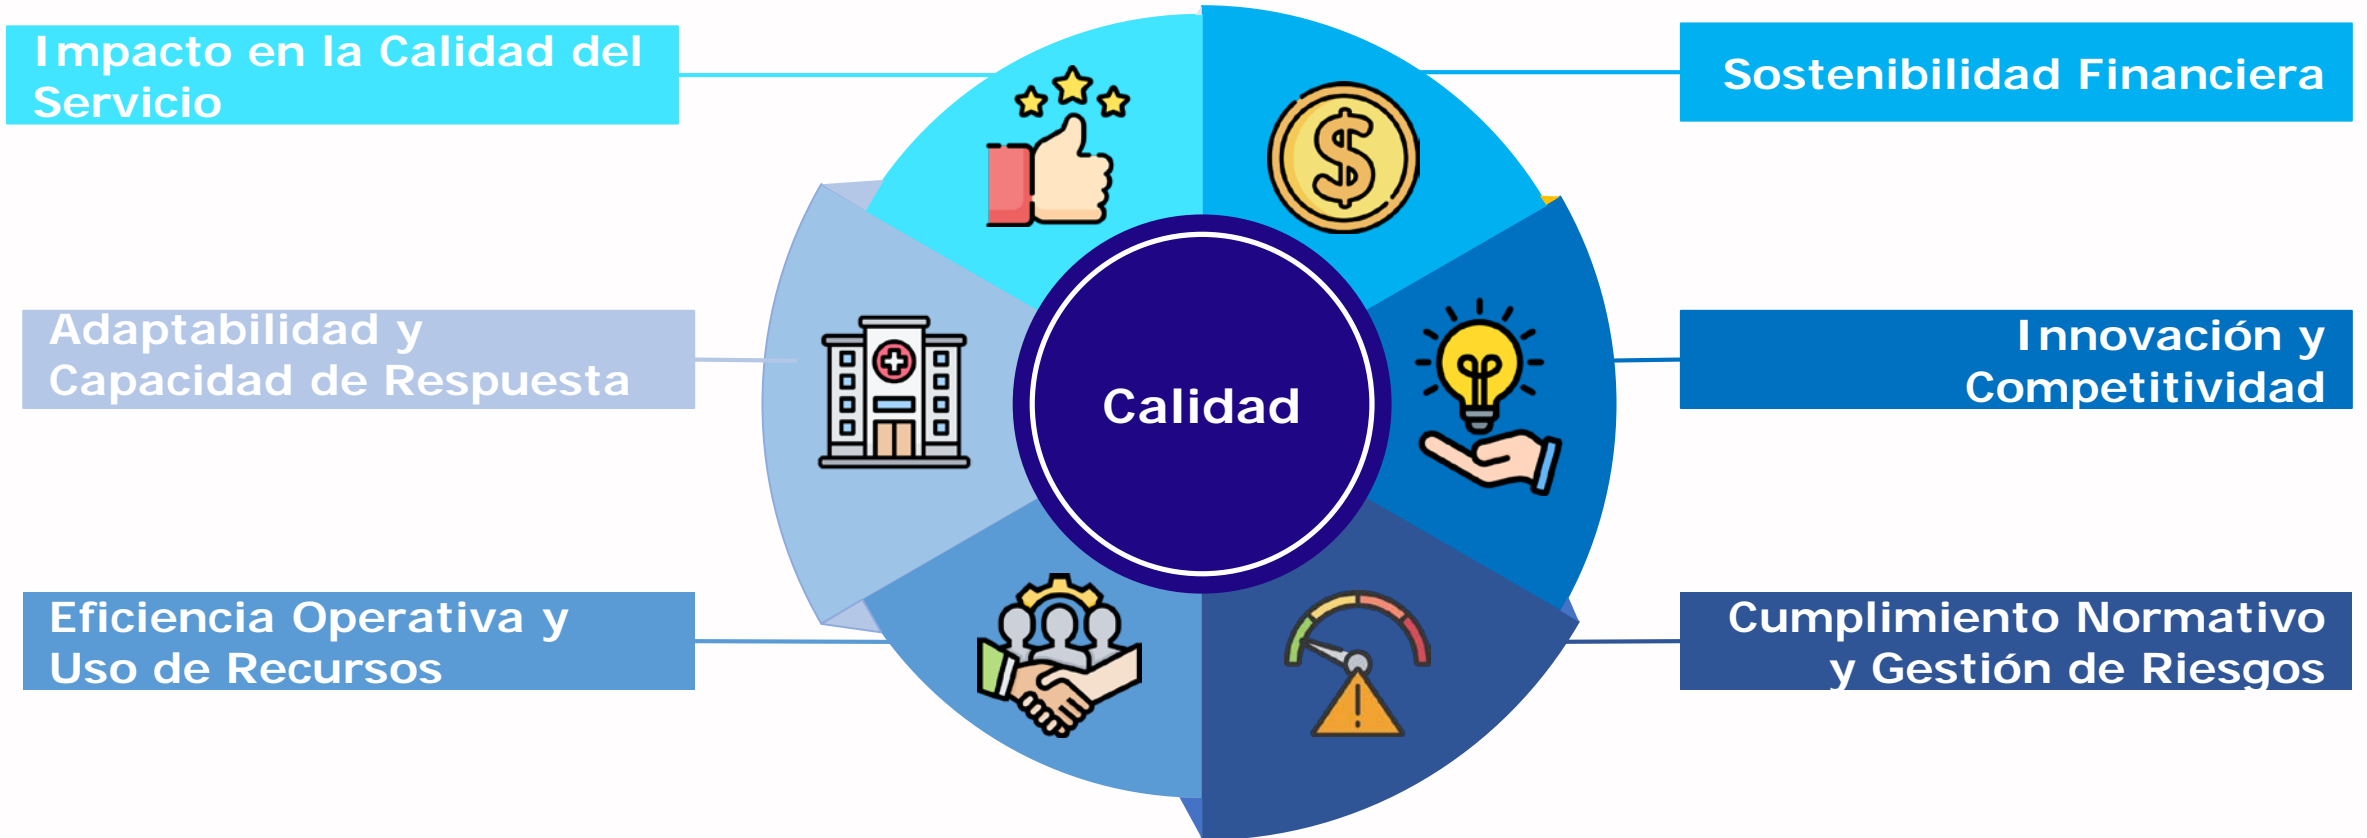 Impacto en la Calidad del
Servicio
Adaptabilidad y
Capacidad de Respuesta
Eficiencia Operativa y
Uso de Recursos
Calidad
Sostenibilidad Financiera
Innovación y
Competitividad
Cumplimiento Normativo
y Gestión de Riesgos